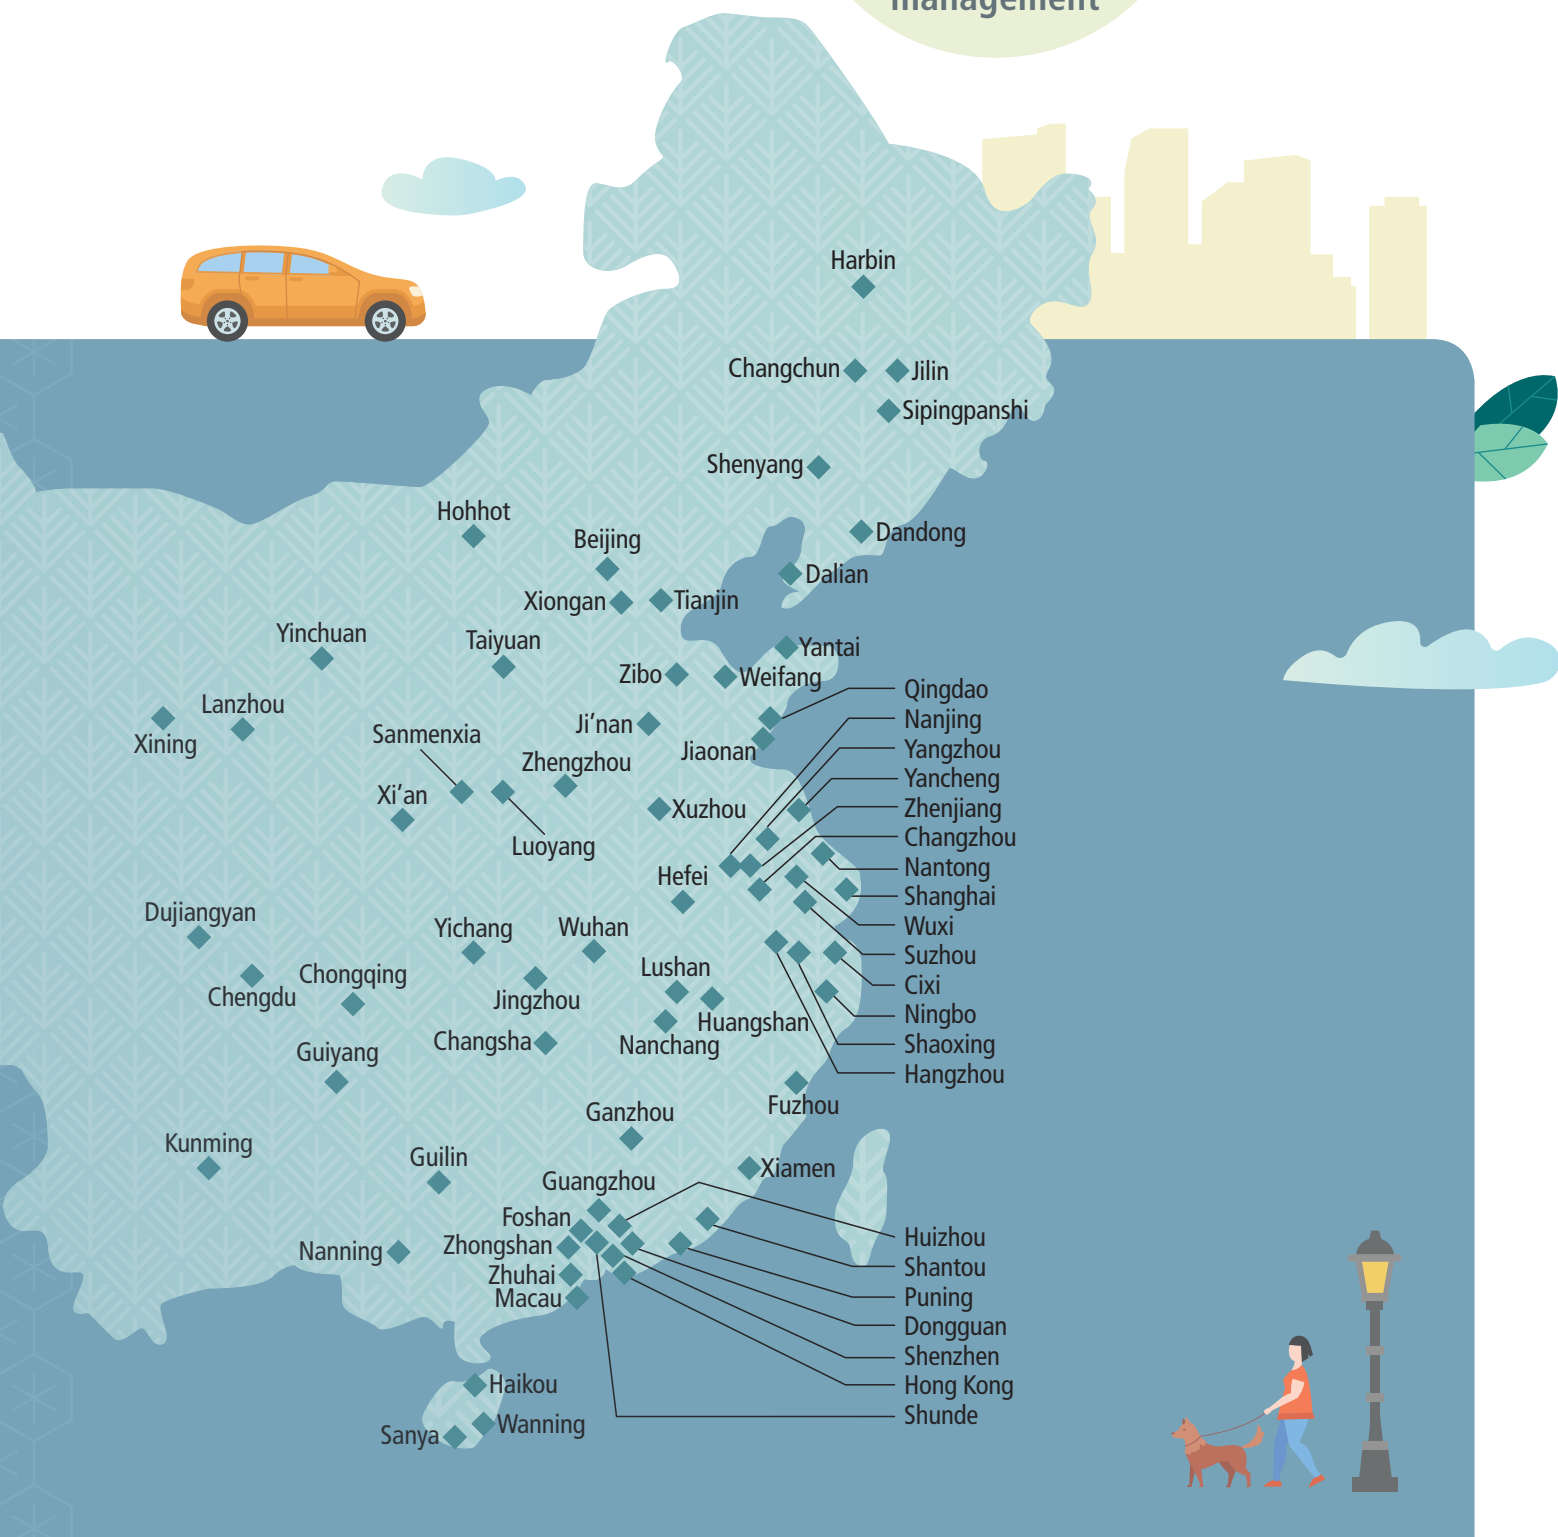 management
Harbin
Changchun
Jilin
Sipingpanshi
Shenyang
Hohhot
Dandong
Beijing
Dalian
Xiongan
Tianjin
Yinchuan
Taiyuan
Yantai
Zibo
Weifang
Qingdao
Lanzhou
Nanjing
Ji’nan
Sanmenxia
Xining
Jiaonan
Yangzhou
Zhengzhou
Yancheng
Xi’an
Xuzhou
Zhenjiang
Changzhou
Luoyang
Nantong
Hefei
Shanghai
Dujiangyan
Wuxi
Yichang
Wuhan
Suzhou
Lushan
Chongqing
Cixi
Chengdu
Jingzhou
Ningbo
Huangshan
Changsha
Nanchang
Shaoxing
Guiyang
Hangzhou
Fuzhou
Ganzhou
Kunming
Guilin
Xiamen
Guangzhou
Foshan
Huizhou
Zhongshan
Nanning
Shantou
Zhuhai
Macau
Puning
Dongguan
Shenzhen
Haikou
Hong Kong
Shunde
Wanning
Sanya